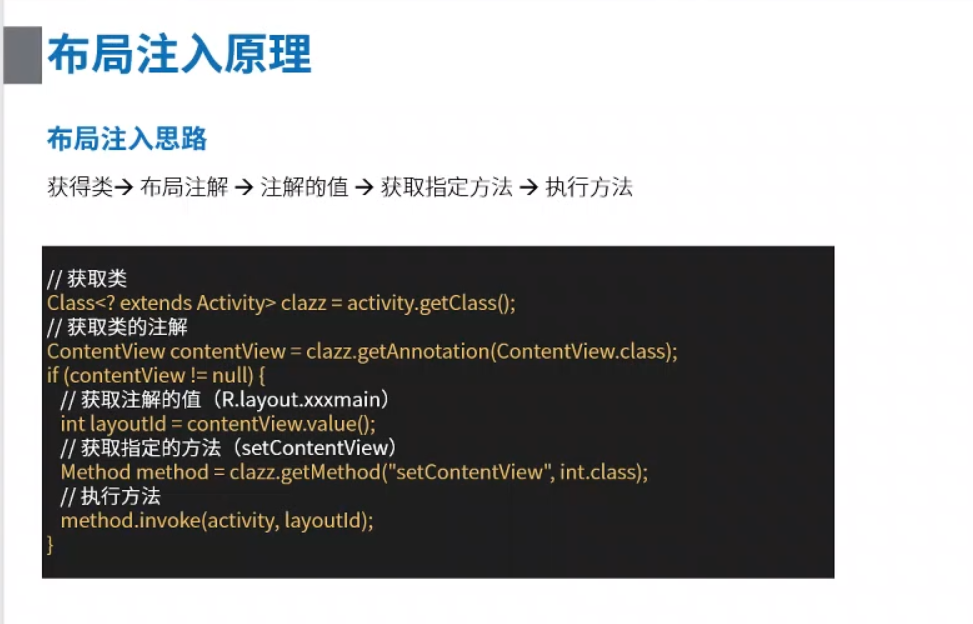 布局注入原理
布局注入思路
获得类→ 布局注解 → 注解的值 → 获取指定方法 → 执行方法
// 获取类
Class<? extends Activity> clazz = activity.getClass();
// 获取类的注解
ContentView contentView = clazz.getAnnotation(ContentView.class);
if (contentView != null) {
// 获取注解的值（R.layout.xxxmain）
int layoutId = contentView.value();
// 获取指定的方法（setContentView）
Method method = clazz.getMethod("setContentView", int.class);
// 执行方法
method.invoke(activity, layoutId);
}